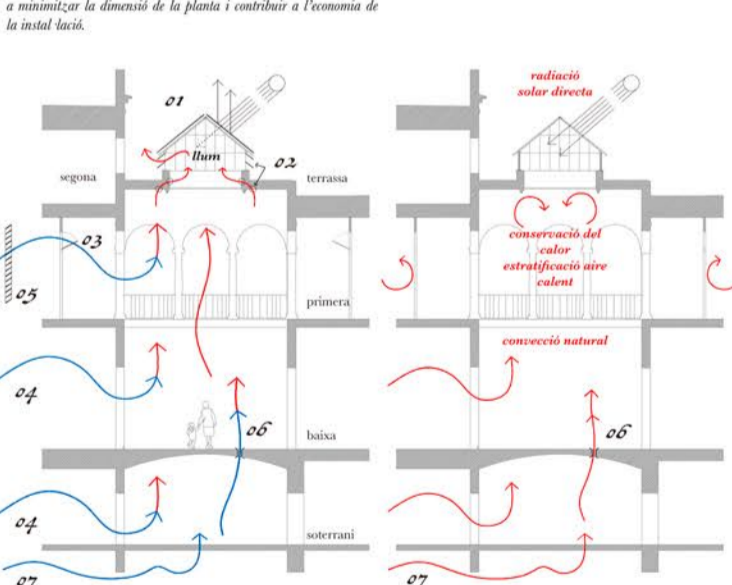 a minimitzar la dimensió de la planta i contribuir a l'economia de
la instal·lació.
01
llum
02
segona
terrassa
03
05
primera
04
06
baixa
04
soterrani
07
radiació
solar directa
conservació del
calor
estratificació aire
calent
convecció natural
06
07